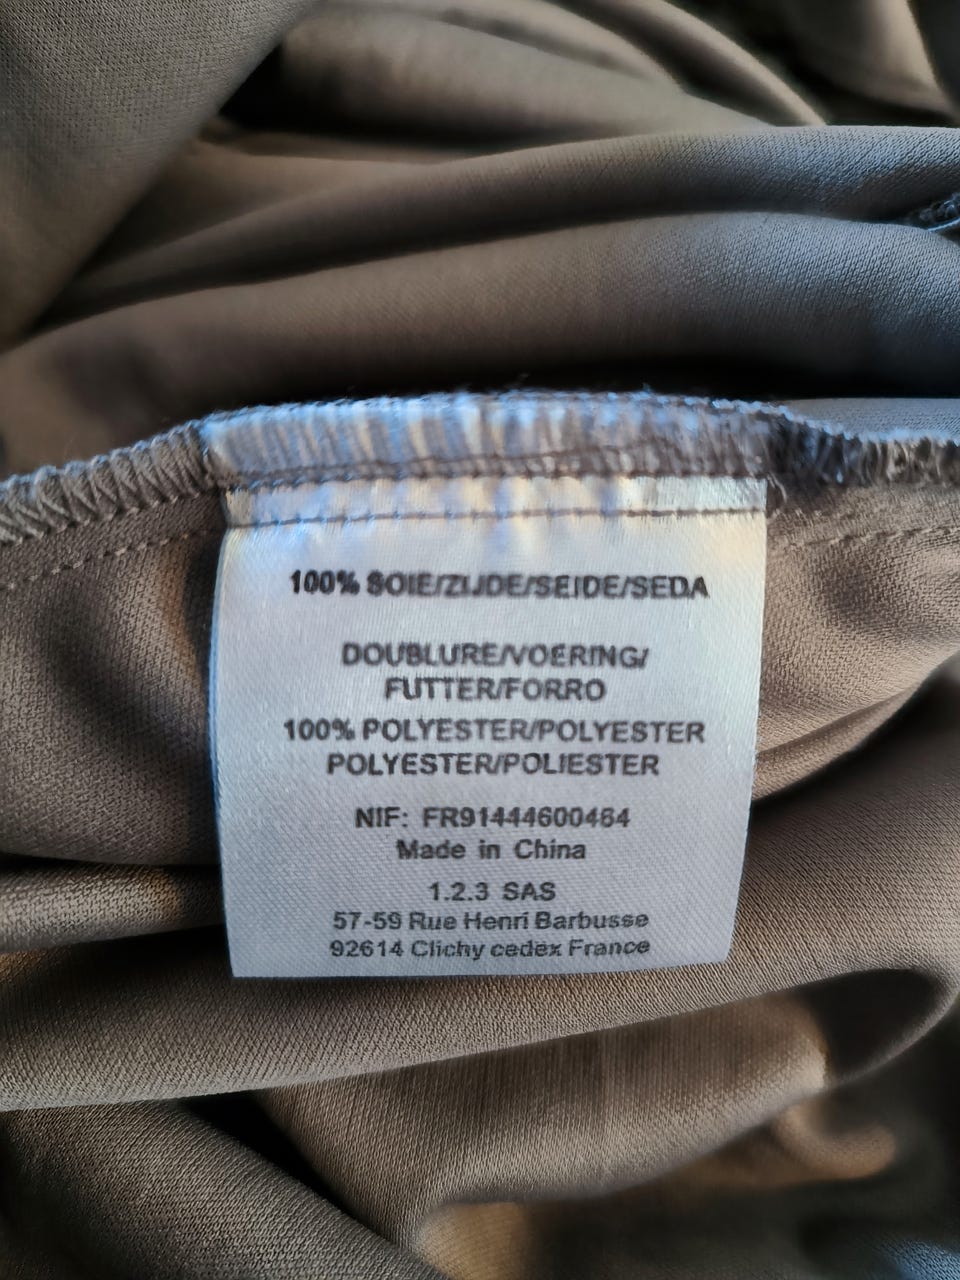 100% SOIE/ZIJDE/SEIDE/SEDA
DOUBLURE/VOERING/
FUTTER/FORRO
100% POLYESTER/POLYESTER
POLYESTER/POLIESTER
NIF: FR91444600464
Made in China
1.2.3 SAS
57-59 Rue Henri Barbusse
92614 Clichy cedex France